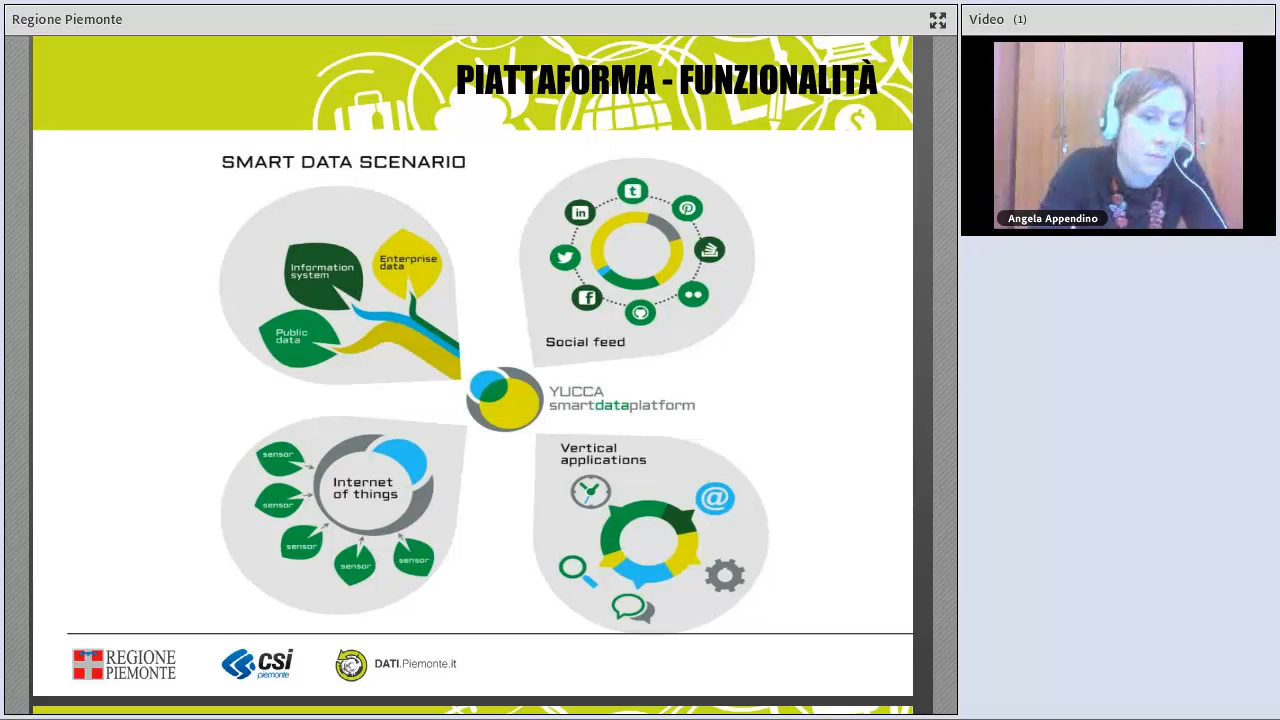 Regione Piemonte
Video (1)
PIATTAFORMA - FUNZIONALITÀ
Angela Appendino
SMART DATA SCENARIO
Information
system
Enterprise
data
Public
data
Social feed
YUCCA
smartdataplatform
sensor
sensor
sensor
sensor
sensor
Internet
of things
Vertical
applications
REGIONE
PIEMONTE
csi
piemonte
DATI.Piemonte.it